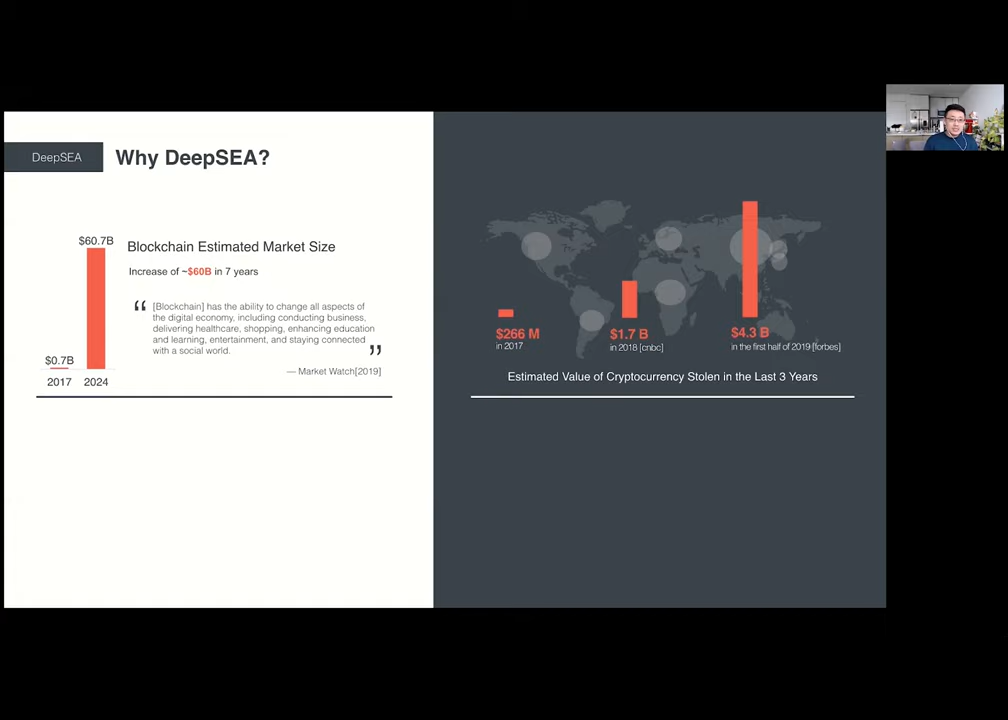 DeepSEA
Why DeepSEA?
$60.7B
$0.7B
2017
2024
Blockchain Estimated Market Size
Increase of ~$60B in 7 years
“ [Blockchain] has the ability to change all aspects of
the digital economy, including conducting business,
delivering healthcare, shopping, enhancing education
and learning, entertainment, and staying connected
with a social world. ”
— Market Watch[2019]
$266 M
in 2017
$1.7 B
in 2018 [cnbc]
$4.3 B
in the first half of 2019 [forbes]
Estimated Value of Cryptocurrency Stolen in the Last 3 Years